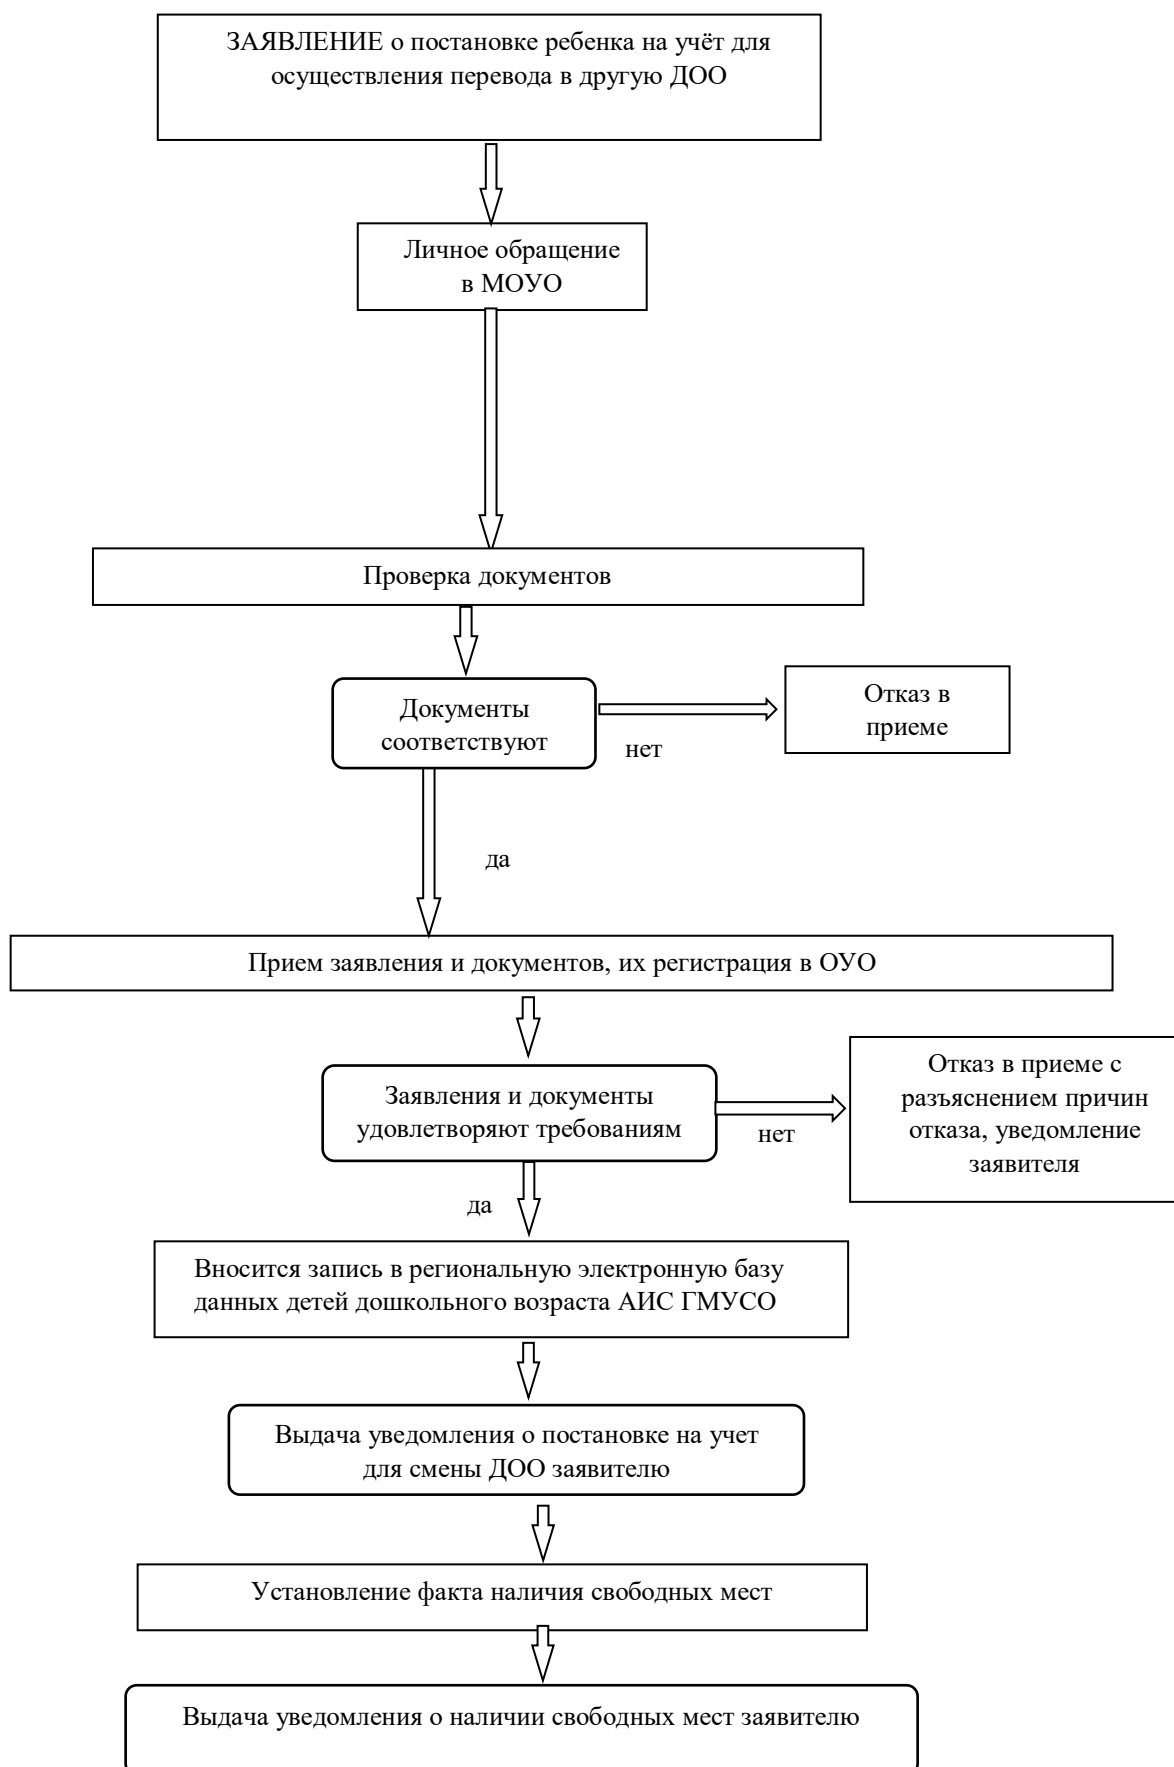 ЗАЯВЛЕНИЕ о постановке ребенка на учёт для
осуществления перевода в другую ДОО
Личное обращение
в МОУО
Проверка документов
Документы
соответствуют
нет
Отказ в
приеме
да
Прием заявления и документов, их регистрация в ОУО
Заявления и документы
удовлетворяют требованиям
нет
Отказ в приеме с
разъяснением причин
отказа, уведомление
заявителя
да
Вносится запись в региональную электронную базу
данных детей дошкольного возраста АИС ГМУСО
Выдача уведомления о постановке на учет
для смены ДОО заявителю
Установление факта наличия свободных мест
Выдача уведомления о наличии свободных мест заявителю